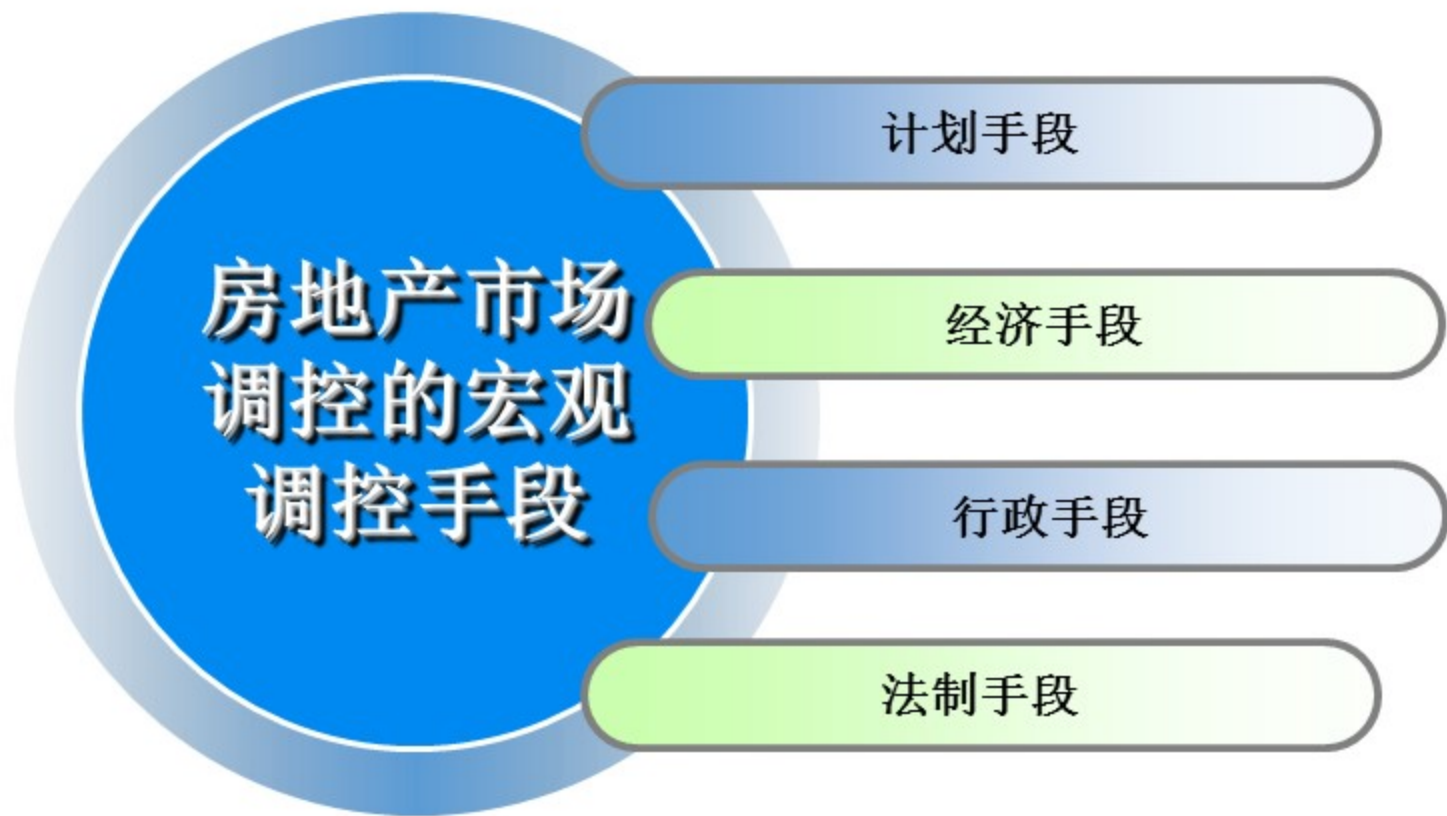 房地产市场
调控的宏观
调控手段
计划手段
经济手段
行政手段
法制手段